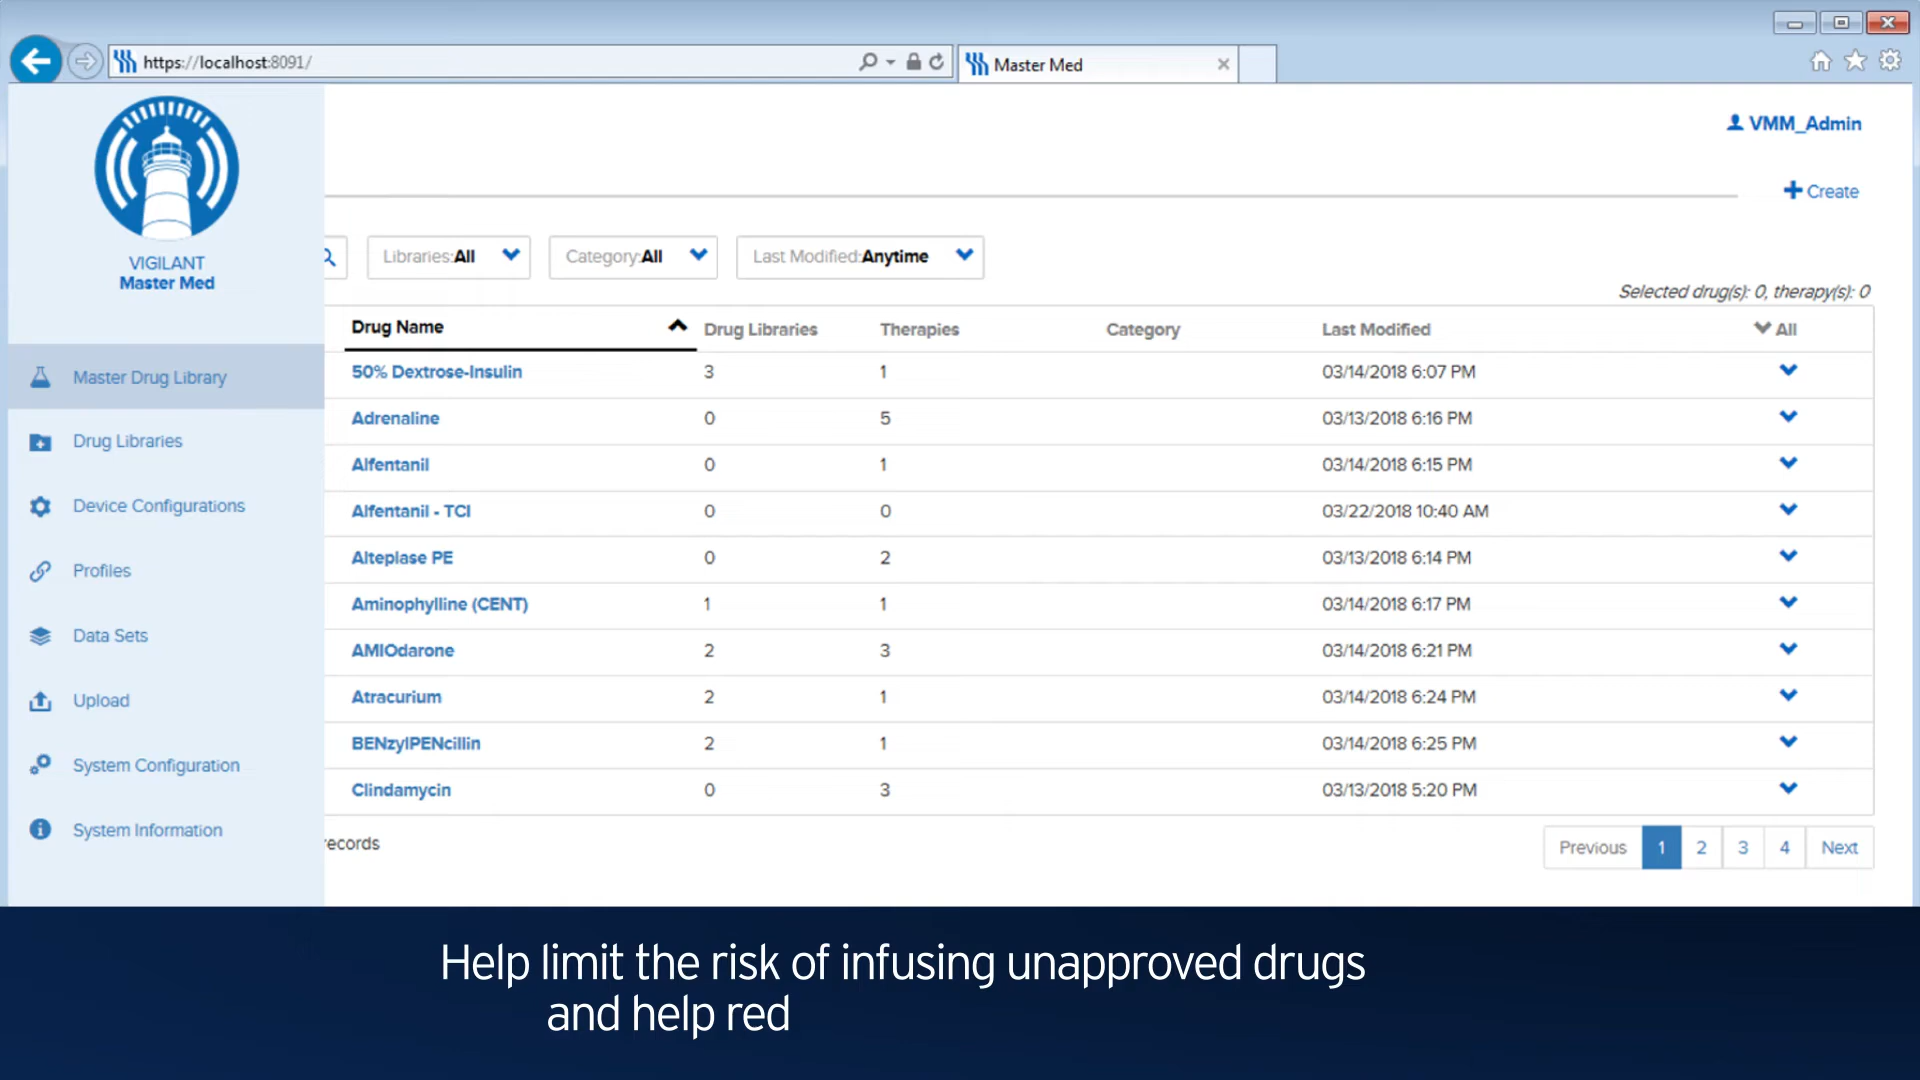 https://localhost:8091/
Master Med
VIGILANT
Master Med
VMM_Admin
Create
Libraries:All
Category:All
Last Modified:Anytime
Selected drug(s): 0, therapy(s): 0
Master Drug Library
Drug Libraries
Device Configurations
Profiles
Data Sets
Upload
System Configuration
System Information
Drug Name Drug Libraries Therapies Category Last Modified All
50% Dextrose-Insulin 3 1 03/14/2018 6:07 PM
Adrenaline 0 5 03/13/2018 6:16 PM
Alfentanil 0 1 03/14/2018 6:15 PM
Alfentanil - TCI 0 0 03/22/2018 10:40 AM
Alteplase PE 0 2 03/13/2018 6:14 PM
Aminophylline (CENT) 1 1 03/14/2018 6:17 PM
AMIOdarone 2 3 03/14/2018 6:21 PM
Atracurium 2 1 03/14/2018 6:24 PM
BENzylPENcillin 2 1 03/14/2018 6:25 PM
Clindamycin 0 3 03/13/2018 5:20 PM
records
Previous 1 2 3 4 Next
Help limit the risk of infusing unapproved drugs
and help red